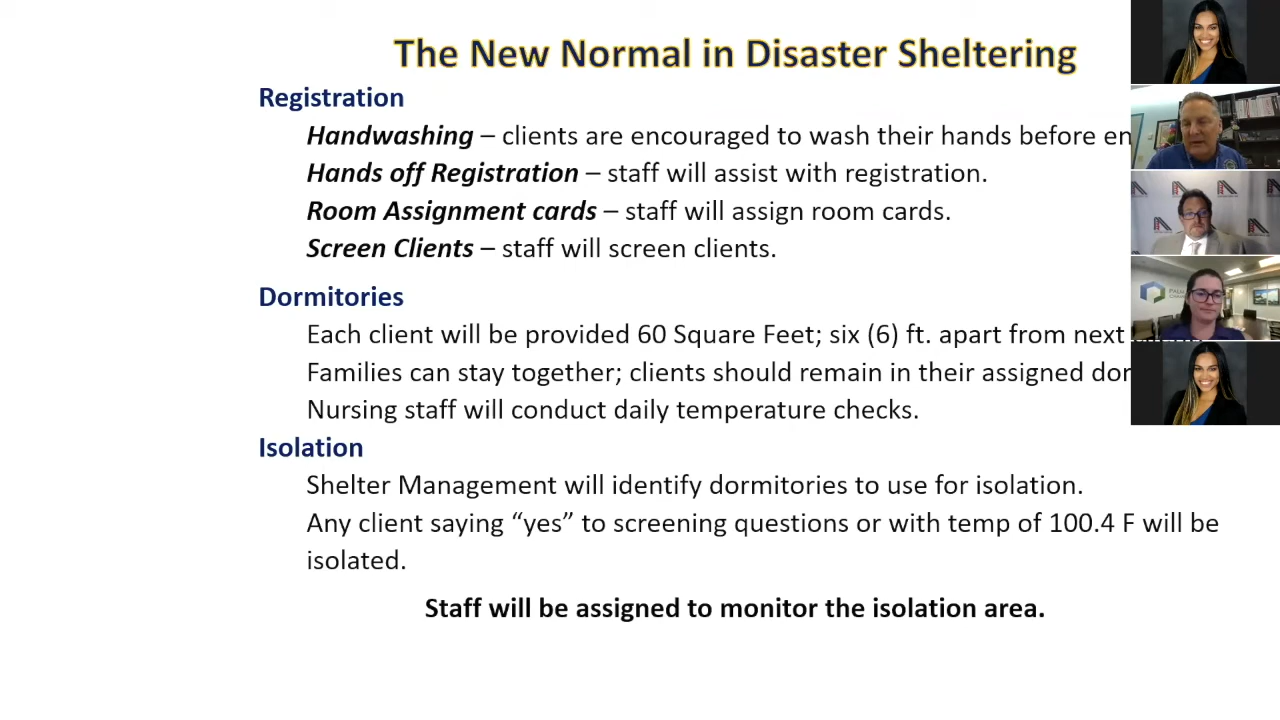 The New Normal in Disaster Sheltering
Registration
Handwashing – clients are encouraged to wash their hands before
Hands off Registration – staff will assist with registration.
Room Assignment cards – staff will assign room cards.
Screen Clients – staff will screen clients.
Dormitories
Each client will be provided 60 Square Feet; six (6) ft. apart from next
Families can stay together; clients should remain in their assigned
Nursing staff will conduct daily temperature checks.
Isolation
Shelter Management will identify dormitories to use for isolation.
Any client saying “yes” to screening questions or with temp of 100.4 F will be
isolated.
Staff will be assigned to monitor the isolation area.